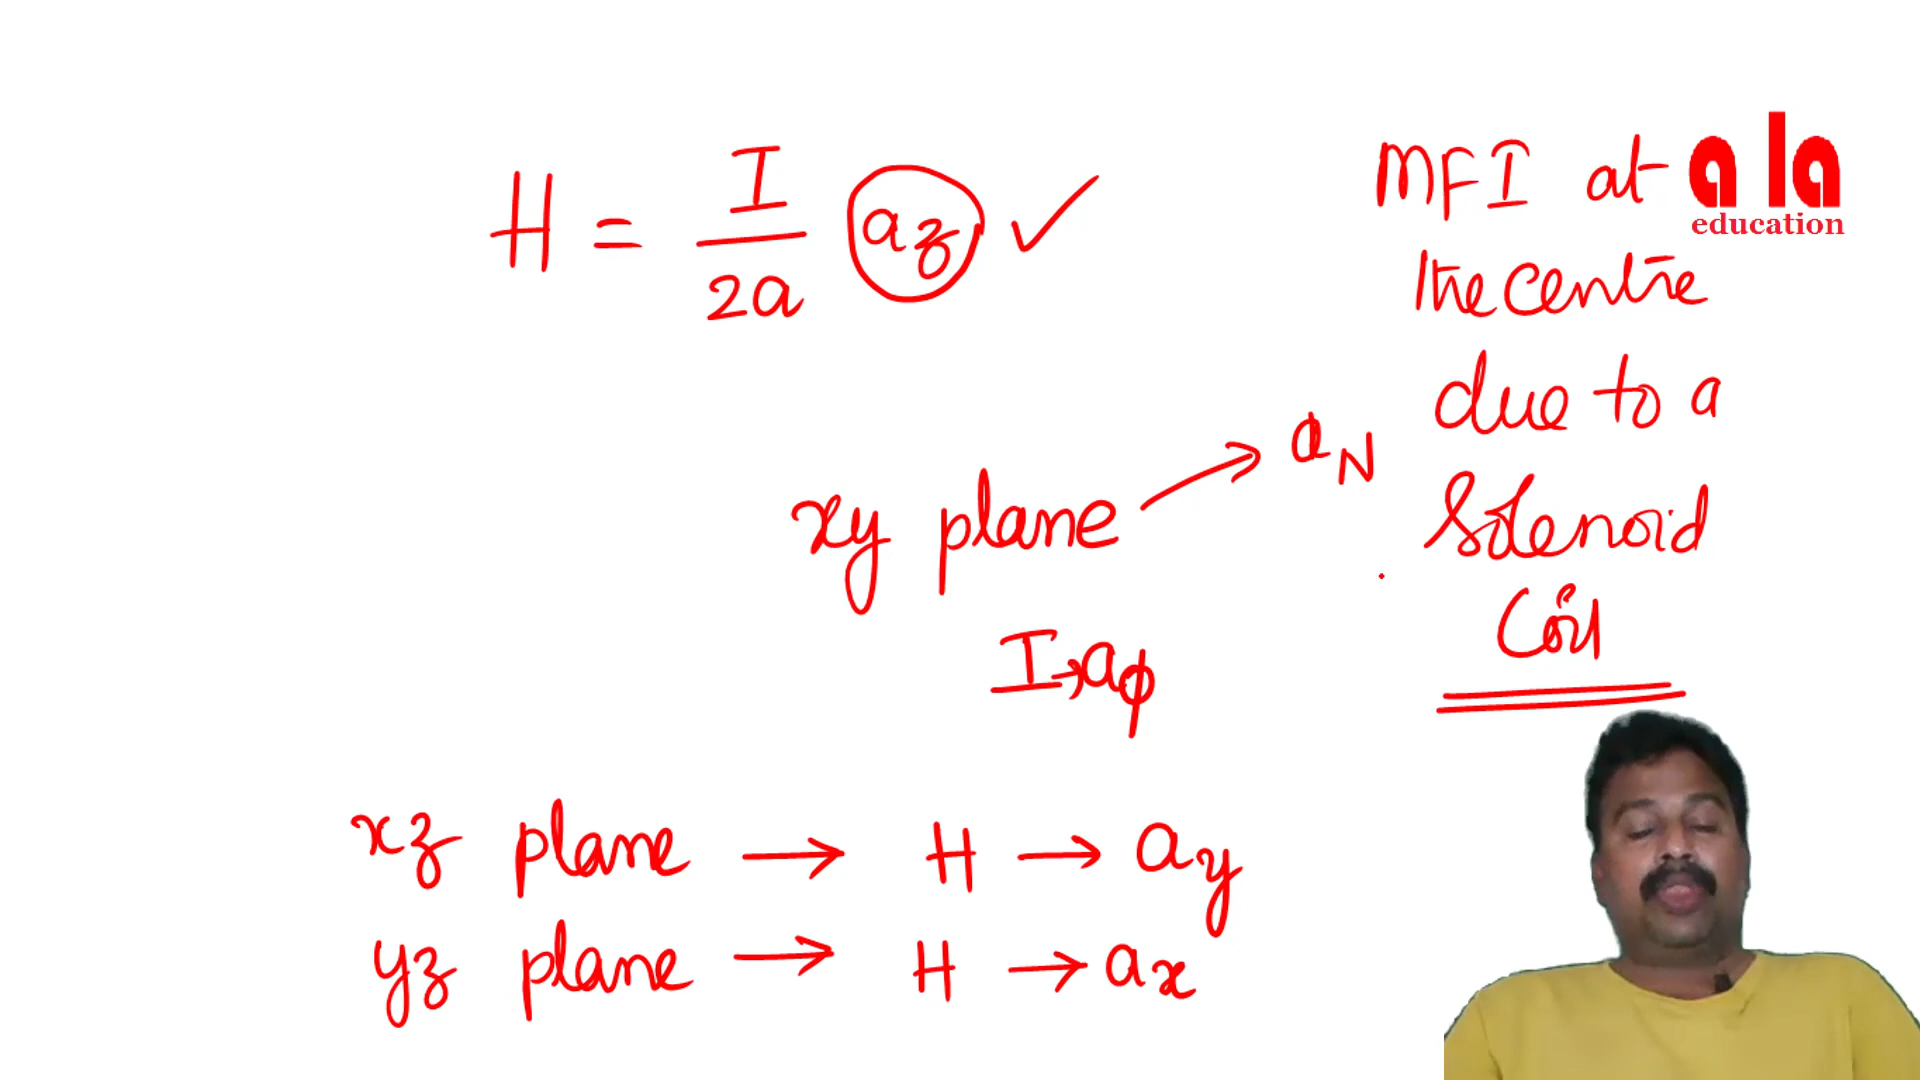 H = I/2a az ✓
xy plane → aN
I → aϕ
xz plane → H → ay
yz plane → H → ax
MFI at
the centre
due to a
Solenoid
Coil
a la
education